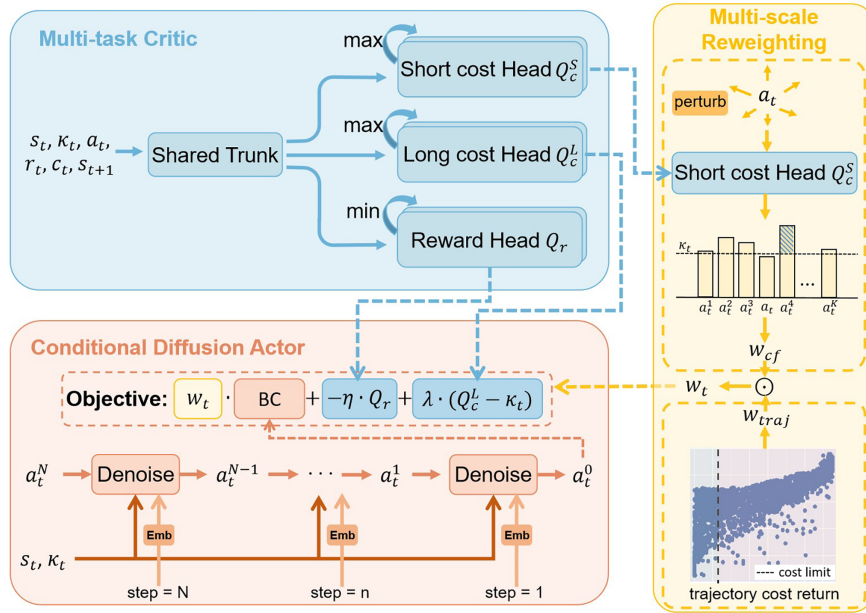 Multi-task Critic
max
Short cost Head Q_c^S
max
Long cost Head Q_c^L
s_t, κ_t, a_t,
r_t, c_t, s_{t+1}
Shared Trunk
min
Reward Head Q_r
Multi-scale
Reweighting
perturb
a_t
Short cost Head Q_c^S
κ_t
a_t^1 a_t^2 a_t^3 a_t a_t^4 ... a_t^K
w_{cf}
w_t ⊙
w_{traj}
cost limit
trajectory cost return
Conditional Diffusion Actor
Objective: w_t · BC + −η · Q_r + λ · (Q_c^L − κ_t)
a_t^N Denoise a_t^{N−1} ··· a_t^1 Denoise a_t^0
Emb Emb Emb
s_t, κ_t
step = N step = n step = 1